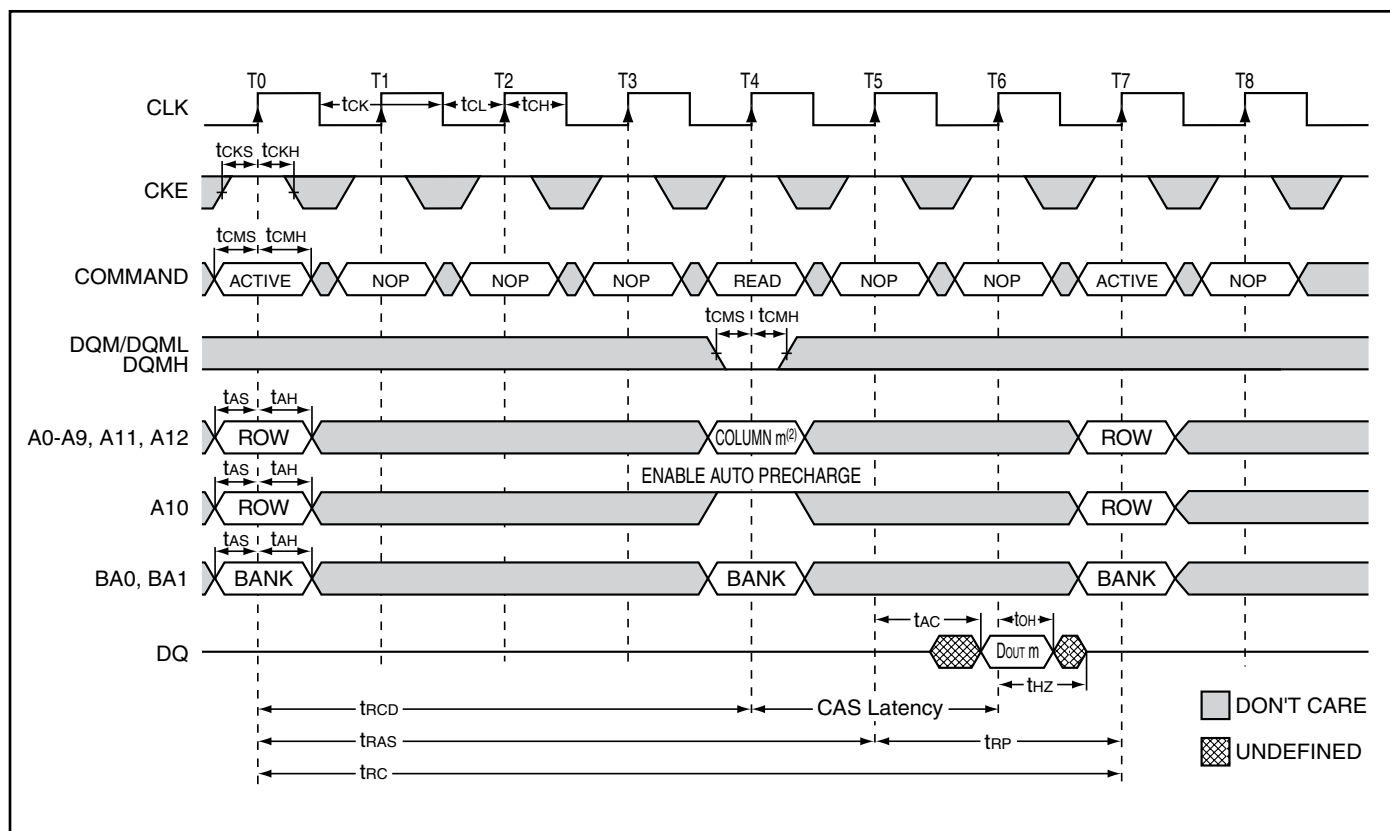 T0 T1 T2 T3 T4 T5 T6 T7 T8
CLK tCK tCL tCH
tCKS tCKH
CKE
tCMS tCMH
COMMAND ACTIVE NOP NOP NOP READ NOP NOP ACTIVE NOP
tCMS tCMH
DQM/DQML
DQMH
tAS tAH
A0-A9, A11, A12 ROW COLUMN m(2) ROW
tAS tAH ENABLE AUTO PRECHARGE
A10 ROW ROW
tAS tAH
BA0, BA1 BANK BANK BANK
tAC tOH
DQ DOUT m
tHZ
tRCD CAS Latency DON'T CARE
tRAS tRP UNDEFINED
tRC